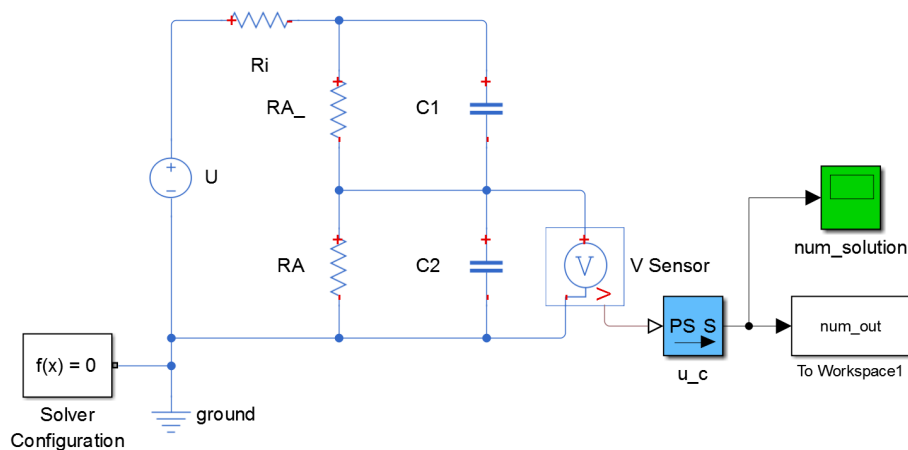 Ri
RA_
C1
U
RA
C2
V
V Sensor
num_solution
PS S
u_c
num_out
To Workspace1
f(x) = 0
Solver
Configuration
ground